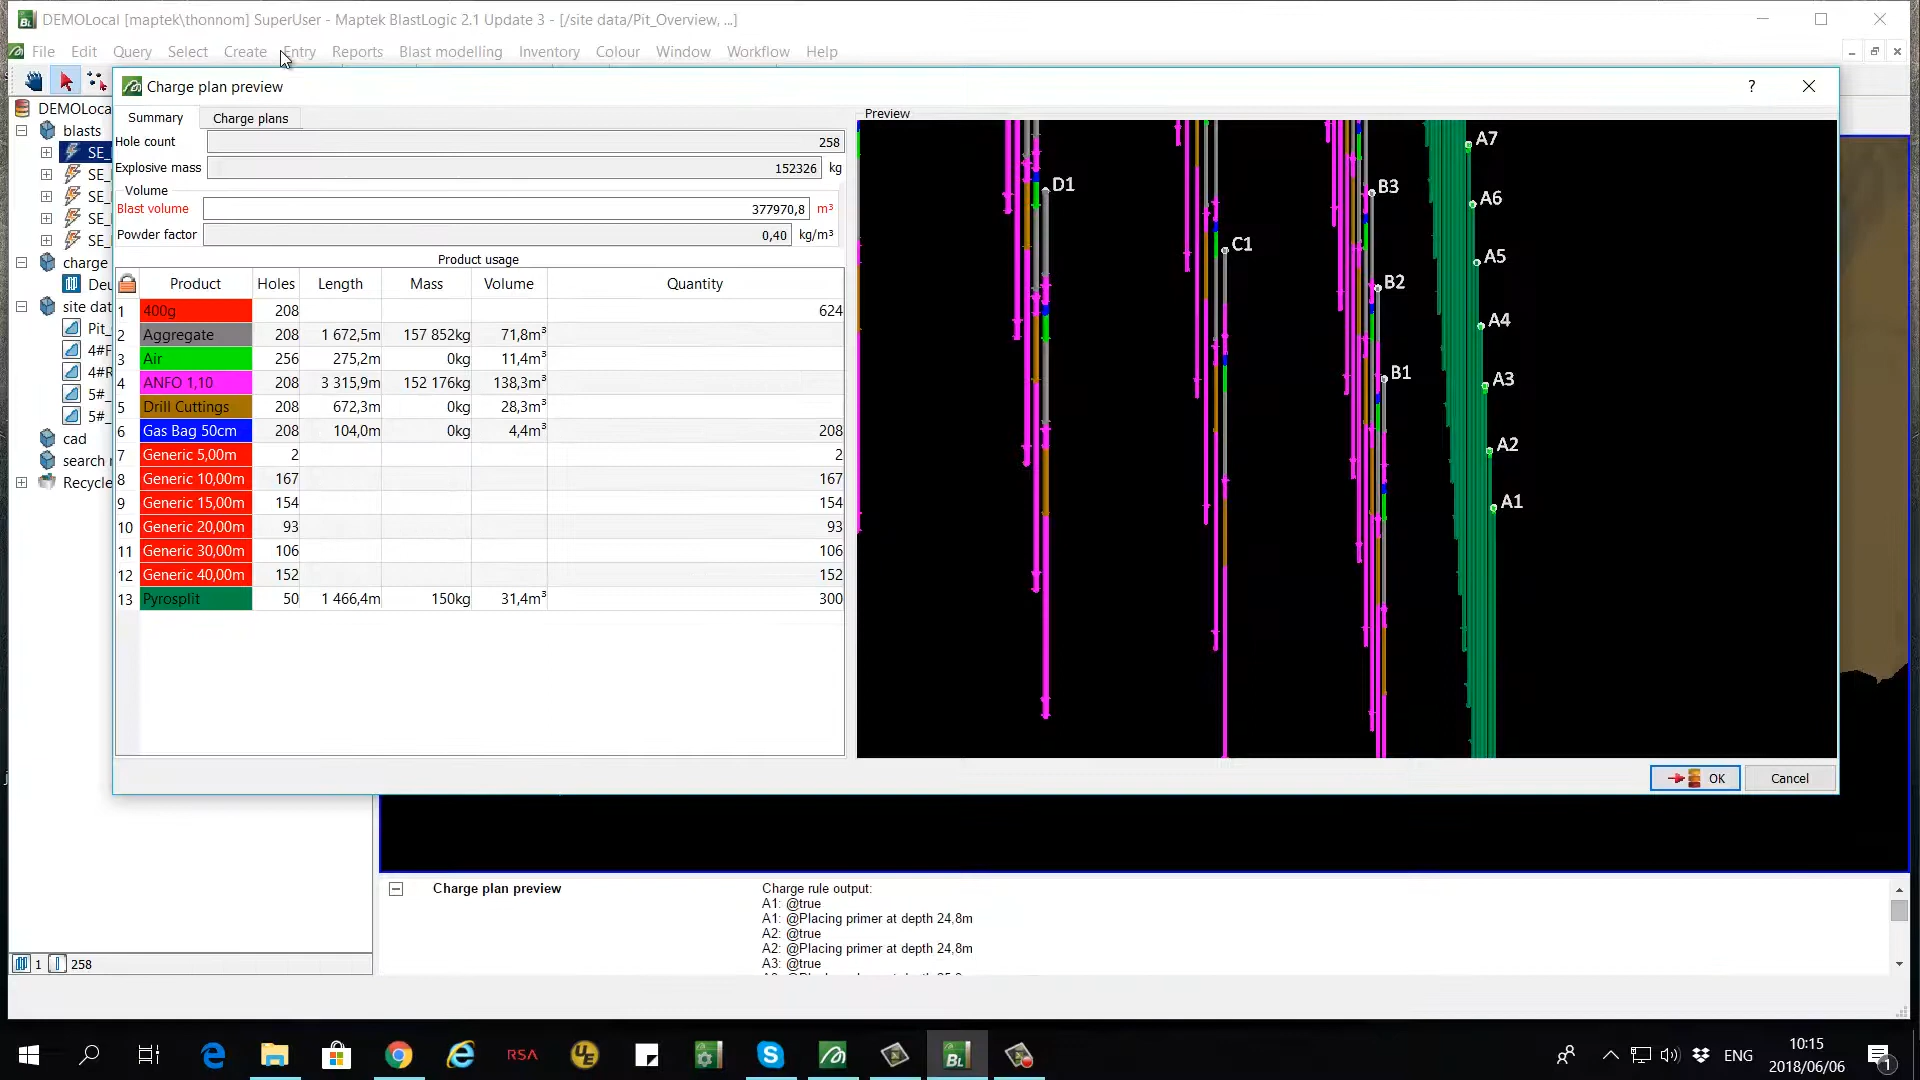 DEMOLocal [maptek\thonnom] SuperUser - Maptek BlastLogic 2.1 Update 3 - [/site data/Pit_Overview, ...]
File Edit Query Select Create Entry Reports Blast modelling Inventory Colour Window Workflow Help
Charge plan preview
DEMOLoca
blasts
SE_
SE_
SE_
SE_
SE_
charge
Deu
site dat
Pit_
4#F
4#R
5#_
5#_
cad
search r
Recycle
Summary Charge plans
Hole count 258
Explosive mass 152326 kg
Volume
Blast volume 377970,8 m³
Powder factor 0,40 kg/m³
Product usage
Product Holes Length Mass Volume Quantity
1 400g 208 624
2 Aggregate 208 1 672,5m 157 852kg 71,8m³
3 Air 256 275,2m 0kg 11,4m³
4 ANFO 1,10 208 3 315,9m 152 176kg 138,3m³
5 Drill Cuttings 208 672,3m 0kg 28,3m³
6 Gas Bag 50cm 208 104,0m 0kg 4,4m³ 208
7 Generic 5,00m 2 2
8 Generic 10,00m 167 167
9 Generic 15,00m 154 154
10 Generic 20,00m 93 93
11 Generic 30,00m 106 106
12 Generic 40,00m 152 152
13 Pyrosplit 50 1 466,4m 150kg 31,4m³ 300
Preview
D1
C1
B3
B2
B1
A7
A6
A5
A4
A3
A2
A1
OK Cancel
Charge plan preview
Charge rule output:
A1: @true
A1: @Placing primer at depth 24,8m
A2: @true
A2: @Placing primer at depth 24,8m
A3: @true
1 258
RSA
ENG
10:15
2018/06/06
1